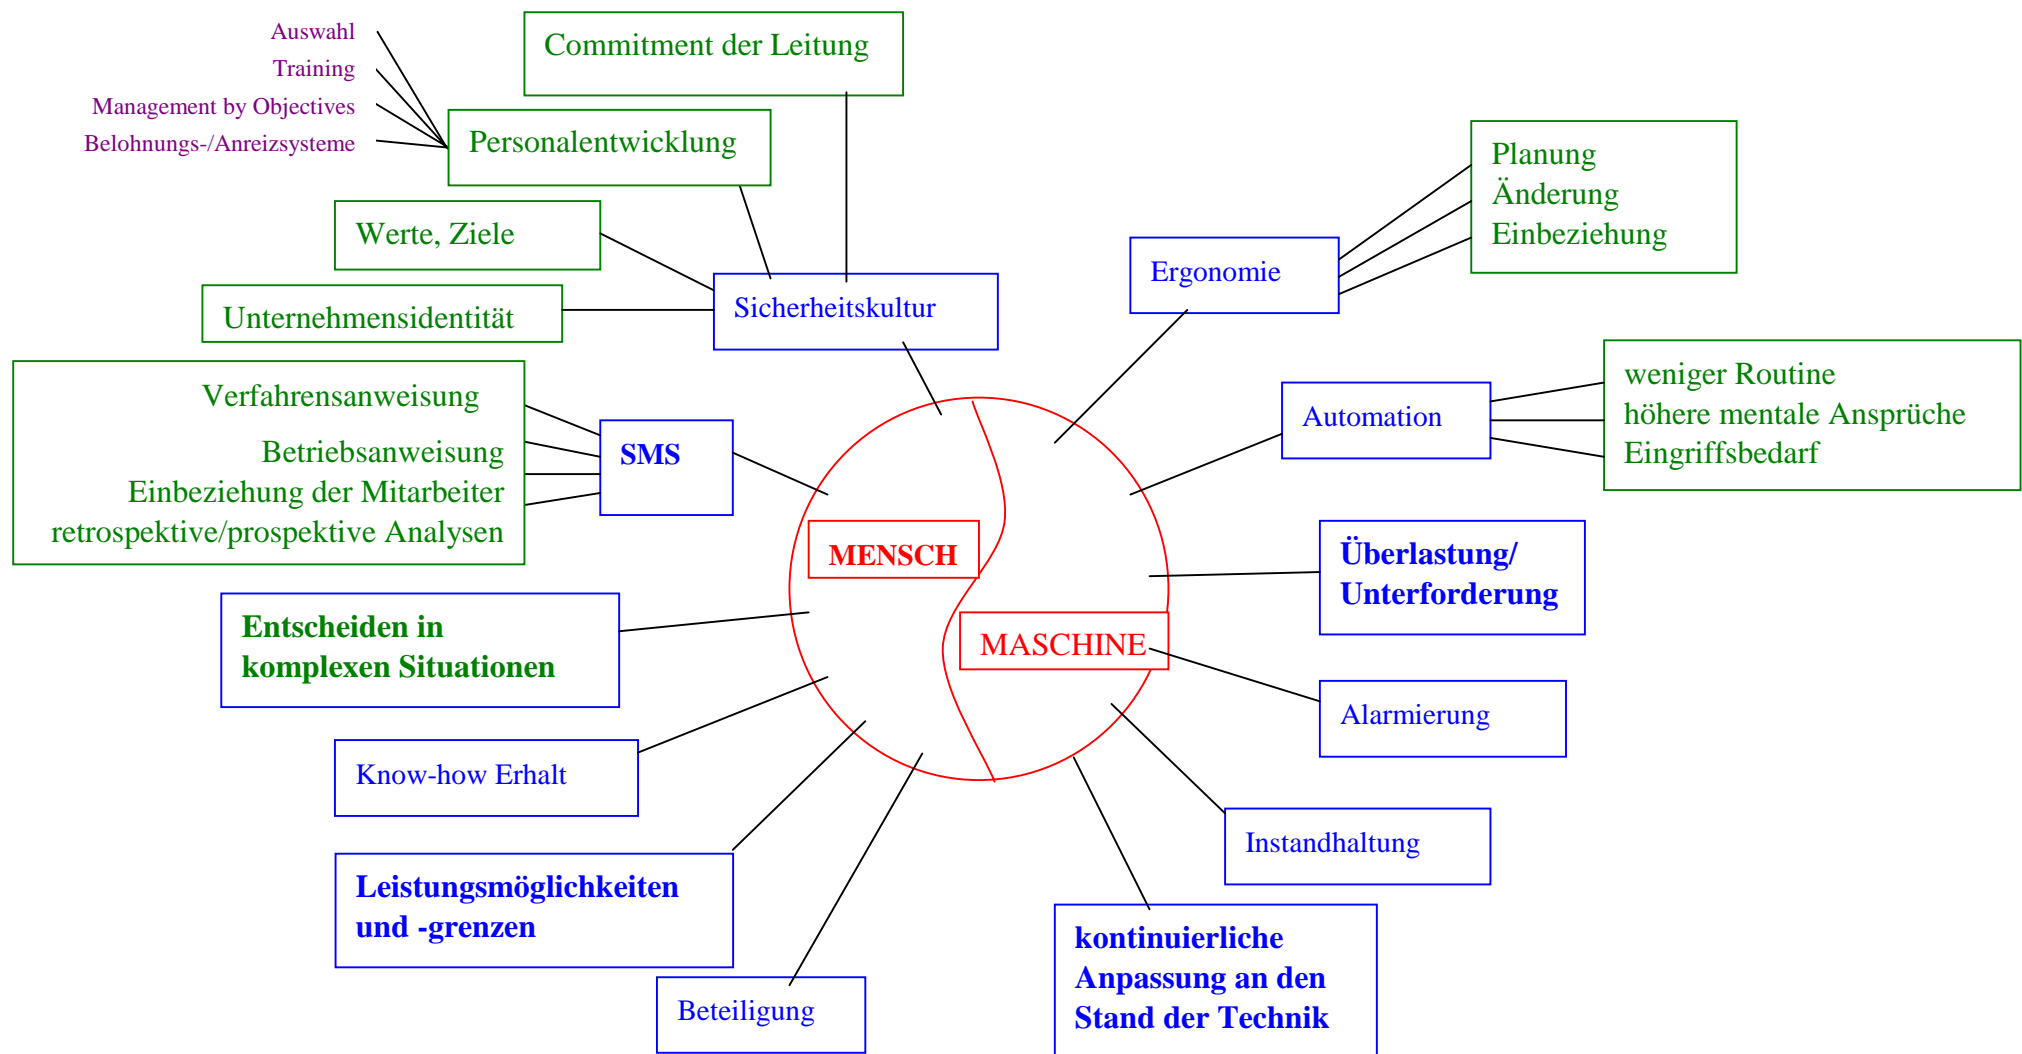 Auswahl
Training
Management by Objectives
Belohnungs-/Anreizsysteme
Commitment der Leitung
Personalentwicklung
Werte, Ziele
Unternehmensidentität
Sicherheitskultur
Ergonomie
Planung
Änderung
Einbeziehung
Verfahrensanweisung
Betriebsanweisung
Einbeziehung der Mitarbeiter
retrospektive/prospektive Analysen
SMS
Automation
weniger Routine
höhere mentale Ansprüche
Eingriffsbedarf
MENSCH
MASCHINE
Überlastung/
Unterforderung
Entscheiden in
komplexen Situationen
Alarmierung
Know-how Erhalt
Instandhaltung
Leistungsmöglichkeiten
und -grenzen
Beteiligung
kontinuierliche
Anpassung an den
Stand der Technik